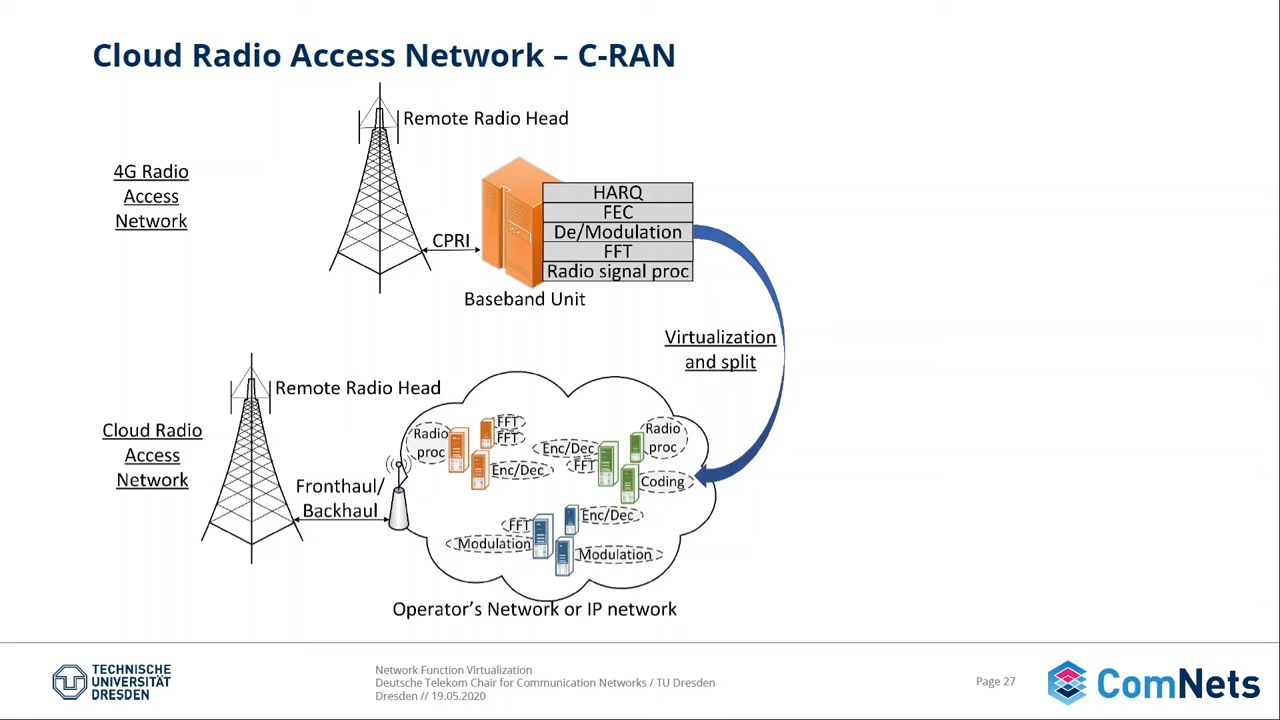 Cloud Radio Access Network – C-RAN
Remote Radio Head
4G Radio
Access
Network
HARQ
FEC
De/Modulation
FFT
Radio signal proc
CPRI
Baseband Unit
Virtualization
and split
Remote Radio Head
Cloud Radio
Access
Network
Fronthaul/
Backhaul
Radio
proc
FFT
FFT
Enc/Dec
Enc/Dec
FFT
Radio
proc
Coding
FFT
Modulation
Enc/Dec
Modulation
Operator's Network or IP network
TECHNISCHE
UNIVERSITÄT
DRESDEN
Network Function Virtualization
Deutsche Telekom Chair for Communication Networks / TU Dresden
Dresden // 19.05.2020
Page 27
ComNets